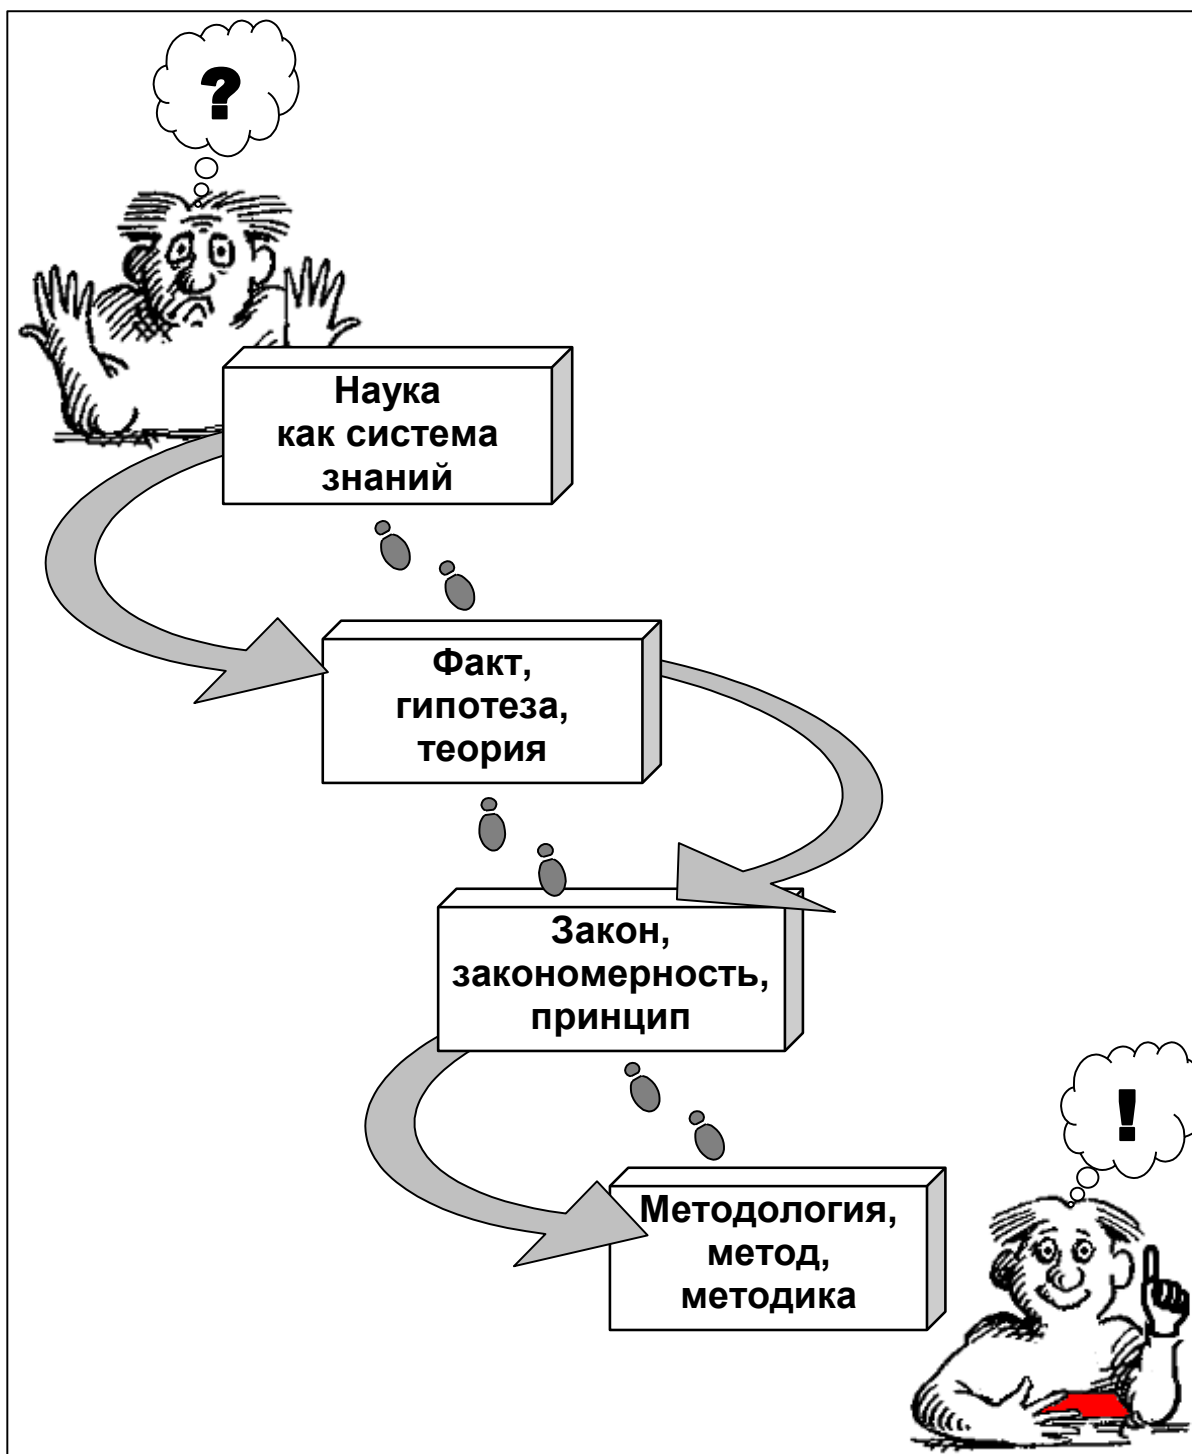 ?
Наука
как система
знаний
Факт,
гипотеза,
теория
Закон,
закономерность,
принцип
!
Методология,
метод,
методика